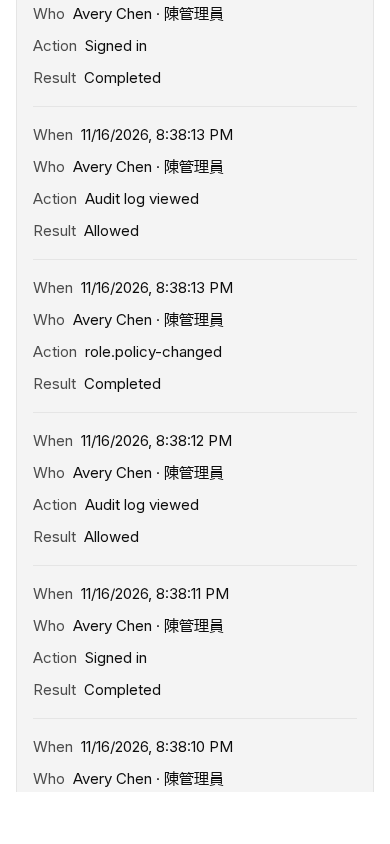 Who Avery Chen · 陳管理員
Action Signed in
Result Completed
When 11/16/2026, 8:38:13 PM
Who Avery Chen · 陳管理員
Action Audit log viewed
Result Allowed
When 11/16/2026, 8:38:13 PM
Who Avery Chen · 陳管理員
Action role.policy-changed
Result Completed
When 11/16/2026, 8:38:12 PM
Who Avery Chen · 陳管理員
Action Audit log viewed
Result Allowed
When 11/16/2026, 8:38:11 PM
Who Avery Chen · 陳管理員
Action Signed in
Result Completed
When 11/16/2026, 8:38:10 PM
Who Avery Chen · 陳管理員